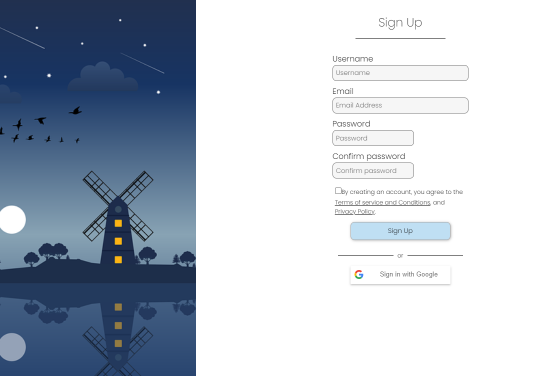 Sign Up
Username
Username
Email
Email Address
Password
Password
Confirm password
Confirm password
By creating an account, you agree to the
Terms of service and Conditions, and
Privacy Policy.
Sign Up
or
Sign in with Google